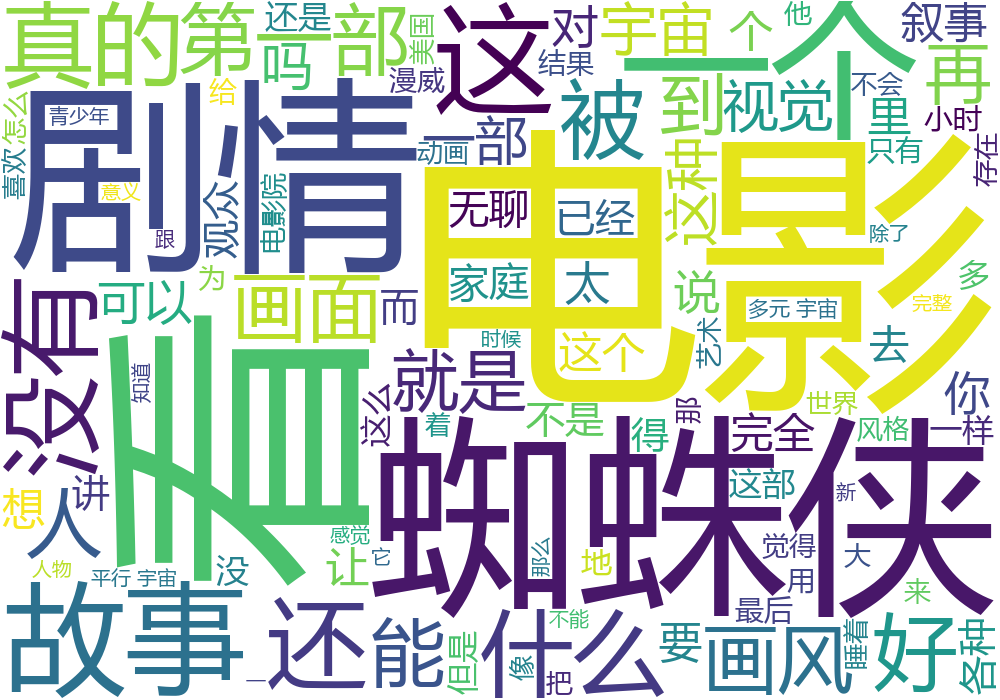 真的
第一部
还是
美国
这
对
宇宙
一个
个
他
叙事
吗
漫威
结果
不会
再
给
剧情
青少年
怎么
喜欢
意义
跟
观众
电影院
动画
部
被
到
视觉
里
小时
只有
存在
无聊
已经
这种
电影
除了
家庭
太
说
多元 宇宙
多
完整
为
可以
画面
而
时候
这个
艺术
去
没有
看
知道
就是
这么
着
不是
得
那
完全
世界
风格
你
一样
蜘蛛侠
这部
新
想
讲
人
没
感觉
它
让
那么
地
觉得
用
大
来
人物
平行 宇宙
最后
不能
故事
一
还
能
但是
什么
像
把
要
画风
睡着
好
各种